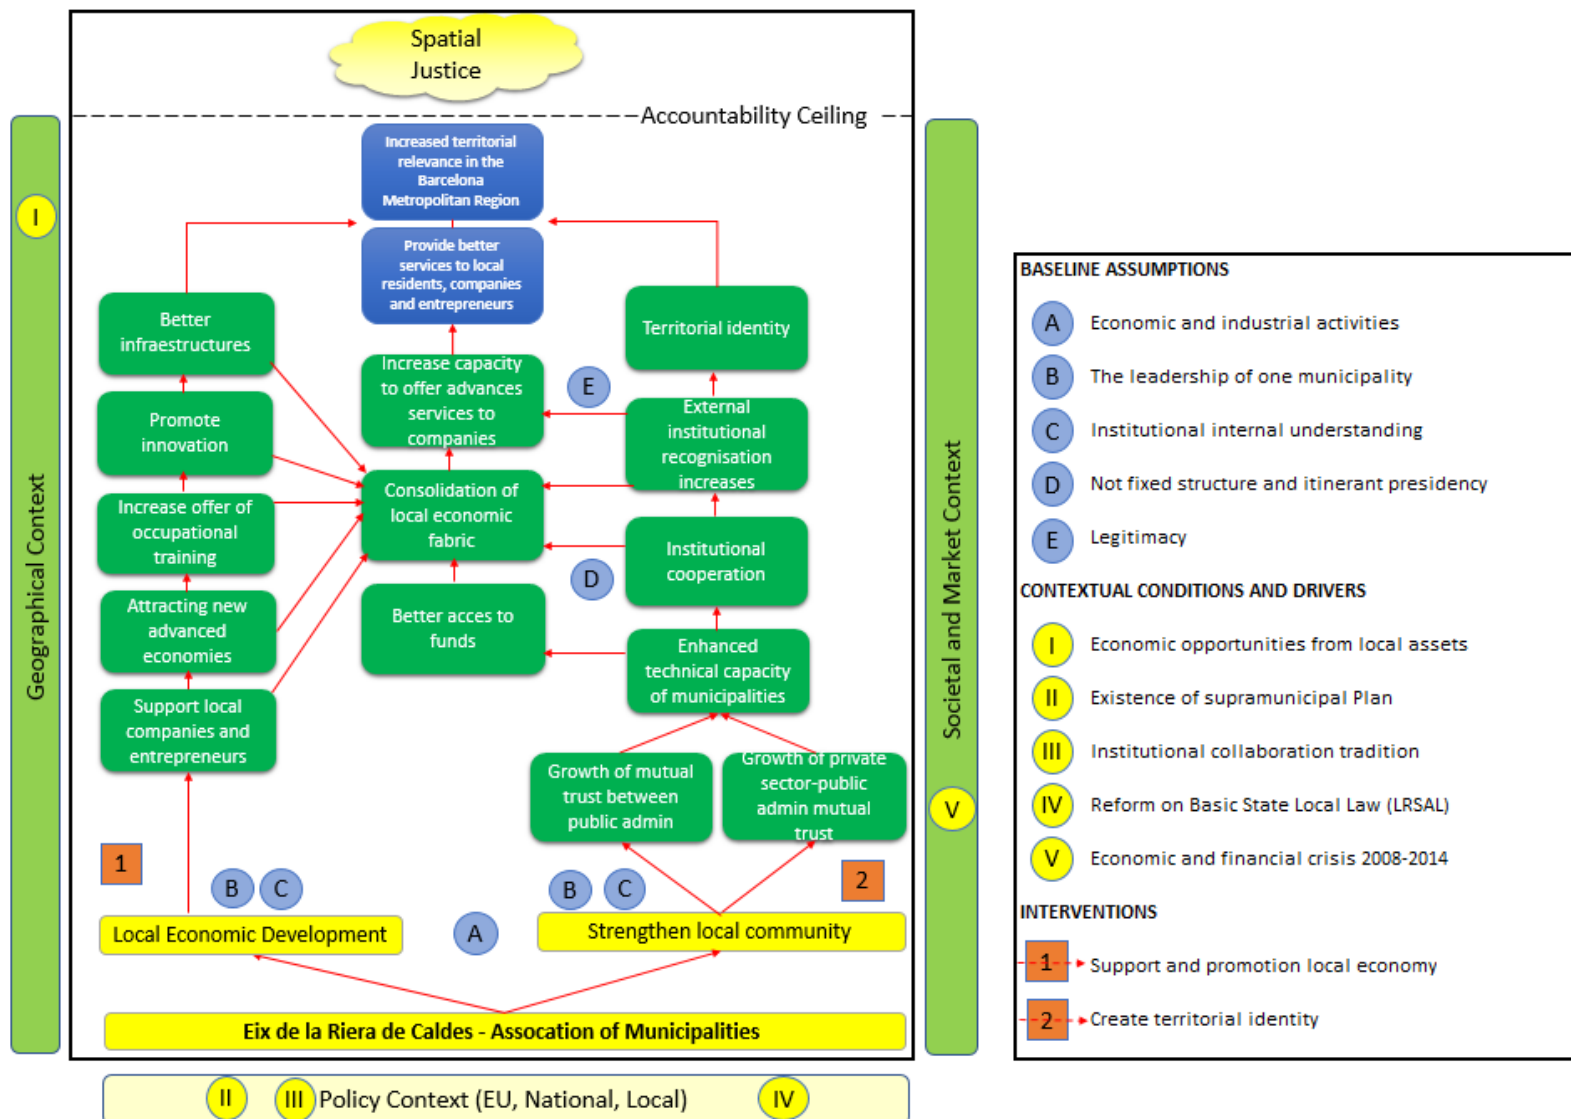 Spatial
Justice
Accountability Ceiling
Geographical Context
I
Increased territorial
relevance in the
Barcelona
Metropolitan Region
Provide better
services to local
residents, companies
and entrepreneurs
Better
infraestructures
Territorial identity
Increase capacity
to offer advances
services to
companies
E
Promote
innovation
External
institutional
recognisation
increases
Consolidation of
local economic
fabric
Increase offer of
occupational
training
Institutional
cooperation
D
Attracting new
advanced
economies
Better acces to
funds
Enhanced
technical capacity
of municipalities
Support local
companies and
entrepreneurs
Growth of mutual
trust between
public admin
Growth of private
sector-public
admin mutual
trust
1
B
C
B
C
2
Local Economic Development
A
Strengthen local community
Eix de la Riera de Caldes - Assocation of Municipalities
II
III
Policy Context (EU, National, Local)
IV
Societal and Market Context
V
BASELINE ASSUMPTIONS
A Economic and industrial activities
B The leadership of one municipality
C Institutional internal understanding
D Not fixed structure and itinerant presidency
E Legitimacy
CONTEXTUAL CONDITIONS AND DRIVERS
I Economic opportunities from local assets
II Existence of supramunicipal Plan
III Institutional collaboration tradition
IV Reform on Basic State Local Law (LRSAL)
V Economic and financial crisis 2008-2014
INTERVENTIONS
1 Support and promotion local economy
2 Create territorial identity